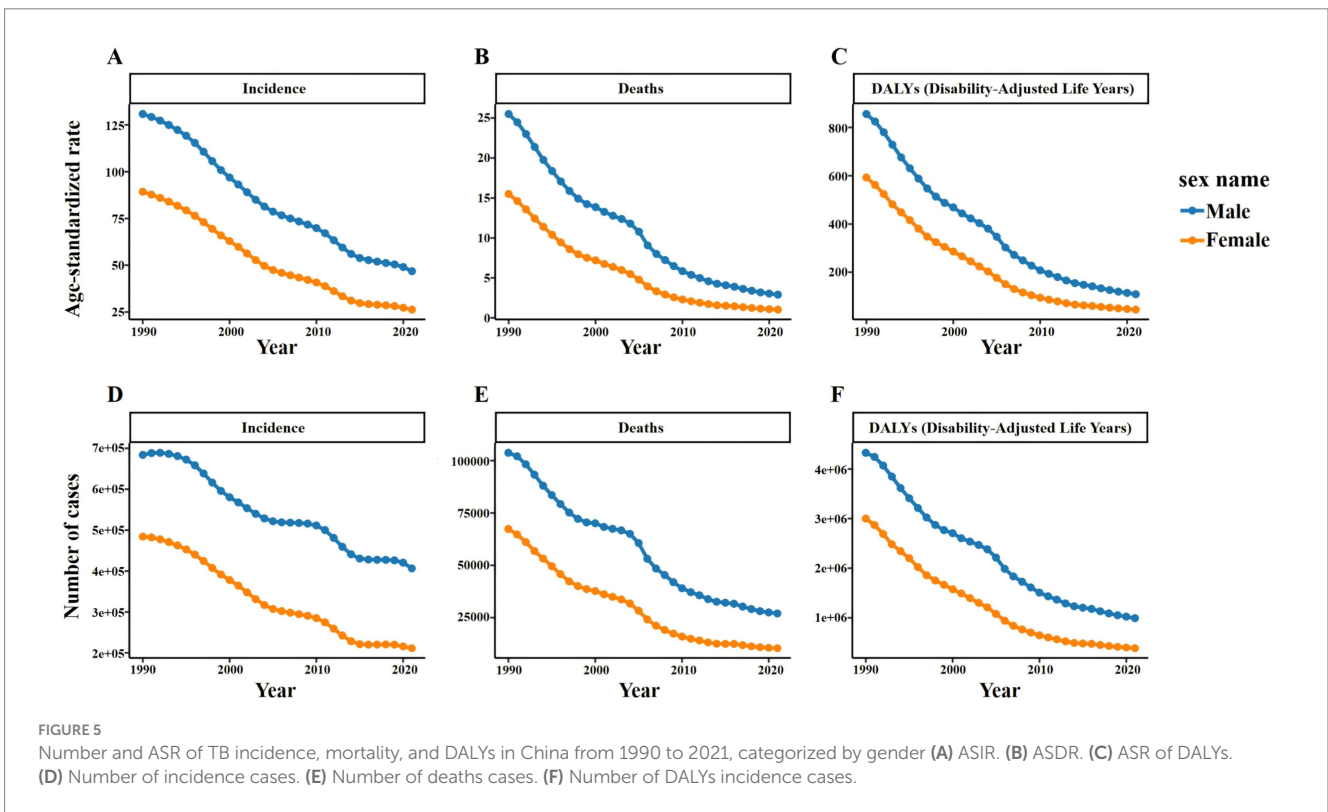 A
Incidence
Age-standardized rate
125
100
75
50
25
1990
2000
2010
2020
Year
B
Deaths
25
20
15
10
5
0
1990
2000
2010
2020
Year
C
DALYs (Disability-Adjusted Life Years)
800
600
400
200
1990
2000
2010
2020
Year
sex name
Male
Female
D
Incidence
Number of cases
7e+05
6e+05
5e+05
4e+05
3e+05
2e+05
1990
2000
2010
2020
Year
E
Deaths
100000
75000
50000
25000
1990
2000
2010
2020
Year
F
DALYs (Disability-Adjusted Life Years)
4e+06
3e+06
2e+06
1e+06
1990
2000
2010
2020
Year
FIGURE 5
Number and ASR of TB incidence, mortality, and DALYs in China from 1990 to 2021, categorized by gender (A) ASIR. (B) ASDR. (C) ASR of DALYs.
(D) Number of incidence cases. (E) Number of deaths cases. (F) Number of DALYs incidence cases.